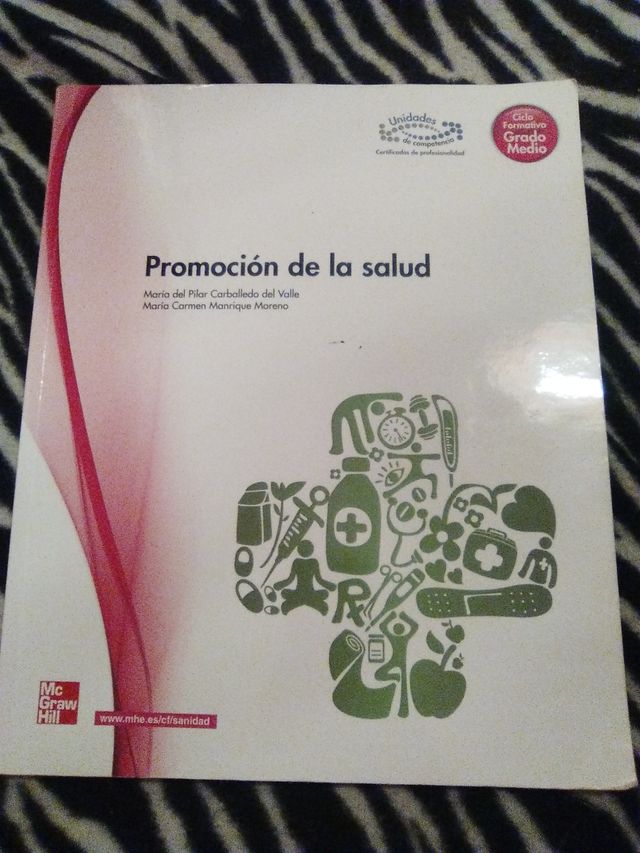 Unidades
de competencia
Certificados de profesionalidad
Ciclo
Formativo
Grado
Medio
Promoción de la salud
María del Pilar Carballedo del Valle
María Carmen Manrique Moreno
Rx
Mc
Graw
Hill
www.mhe.es/cf/sanidad